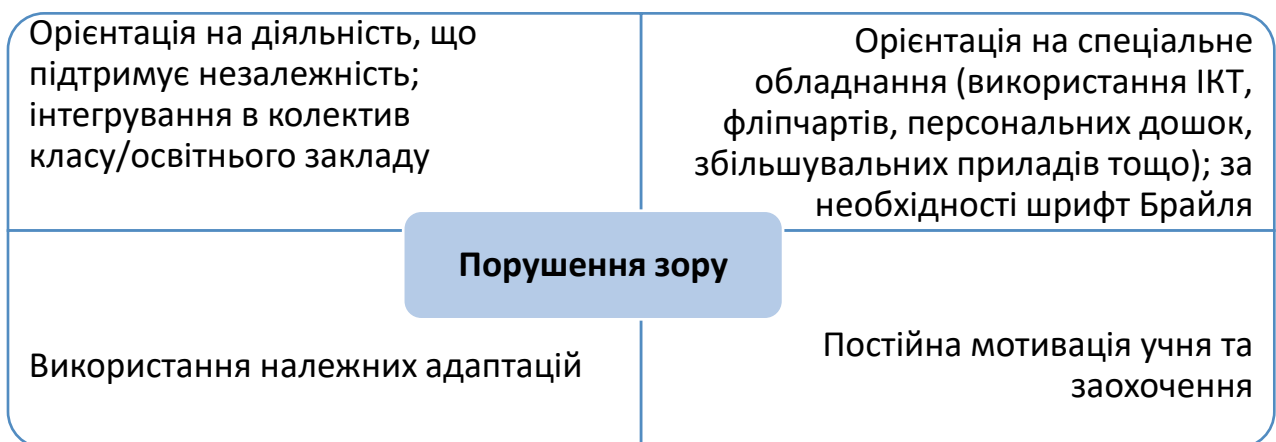 Орієнтація на діяльність, що
підтримує незалежність;
інтегрування в колектив
класу/освітнього закладу
Орієнтація на спеціальне
обладнання (використання ІКТ,
фліпчартів, персональних дошок,
збільшувальних приладів тощо); за
необхідності шрифт Брайля
Порушення зору
Використання належних адаптацій
Постійна мотивація учня та
заохочення